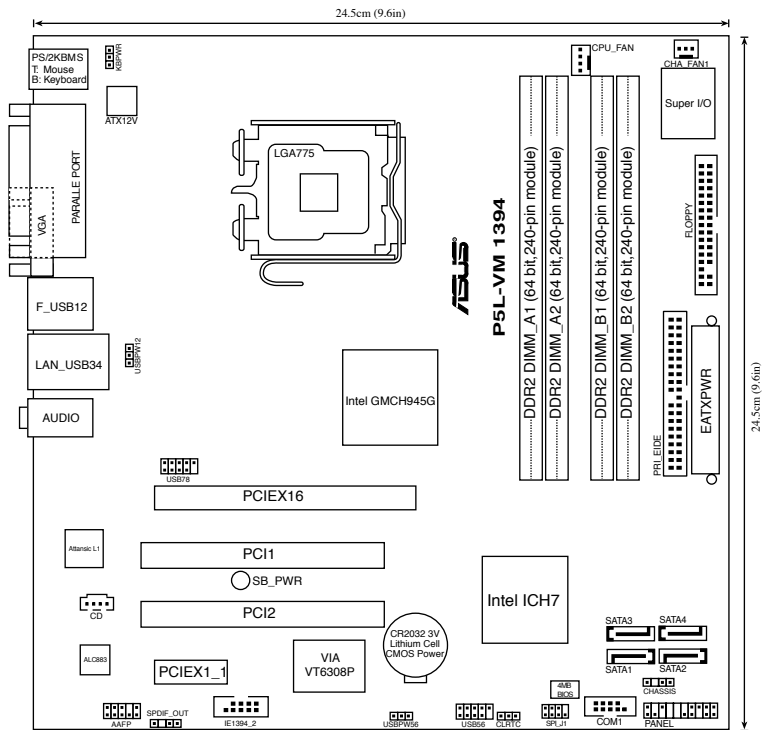 24.5cm (9.6in)
PS/2KBMS
T: Mouse
B: Keyboard
KBPWR
ATX12V
CPU_FAN
CHA_FAN1
Super I/O
LGA775
PARALLE PORT
VGA
F_USB12
LAN_USB34
USBPW12
AUDIO
ASUS
P5L-VM 1394
DDR2 DIMM_A1 (64 bit,240-pin module)
DDR2 DIMM_A2 (64 bit,240-pin module)
DDR2 DIMM_B1 (64 bit,240-pin module)
DDR2 DIMM_B2 (64 bit,240-pin module)
FLOPPY
PRI_EIDE
EATXPWR
24.5cm (9.6in)
Intel GMCH945G
USB78
PCIEX16
Attansic L1
PCI1
SB_PWR
CD
PCI2
Intel ICH7
CR2032 3V
Lithium Cell
CMOS Power
SATA3
SATA4
SATA1
SATA2
ALC883
PCIEX1_1
VIA
VT6308P
4MB
BIOS
CHASSIS
AAFP
SPDIF_OUT
IE1394_2
USBPW56
USB56
CLRTC
SPI_J1
COM1
PANEL